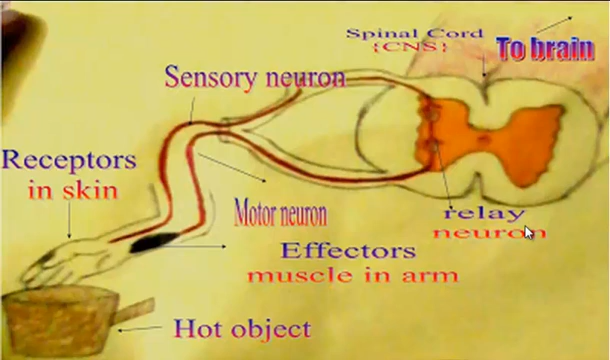 Spinal Cord
{CNS}
To brain
Sensory neuron
Receptors
in skin
Motor neuron
relay
neuron
Effectors
muscle in arm
Hot object